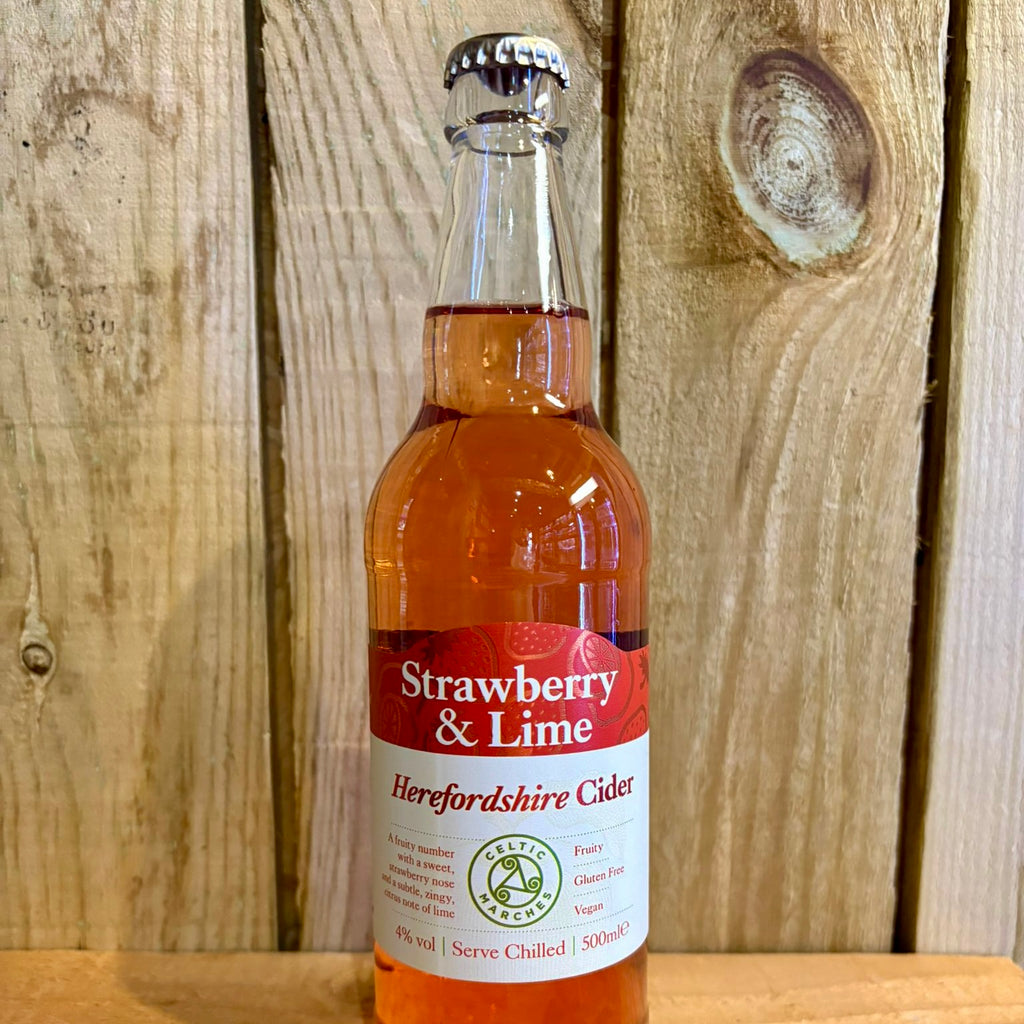 Strawberry
& Lime
Herefordshire Cider
A fruity number
with a sweet,
strawberry nose
and a subtle, zingy,
citrus note of lime
CELTIC
MARCHES
Fruity
Gluten Free
Vegan
4% vol | Serve Chilled | 500ml℮